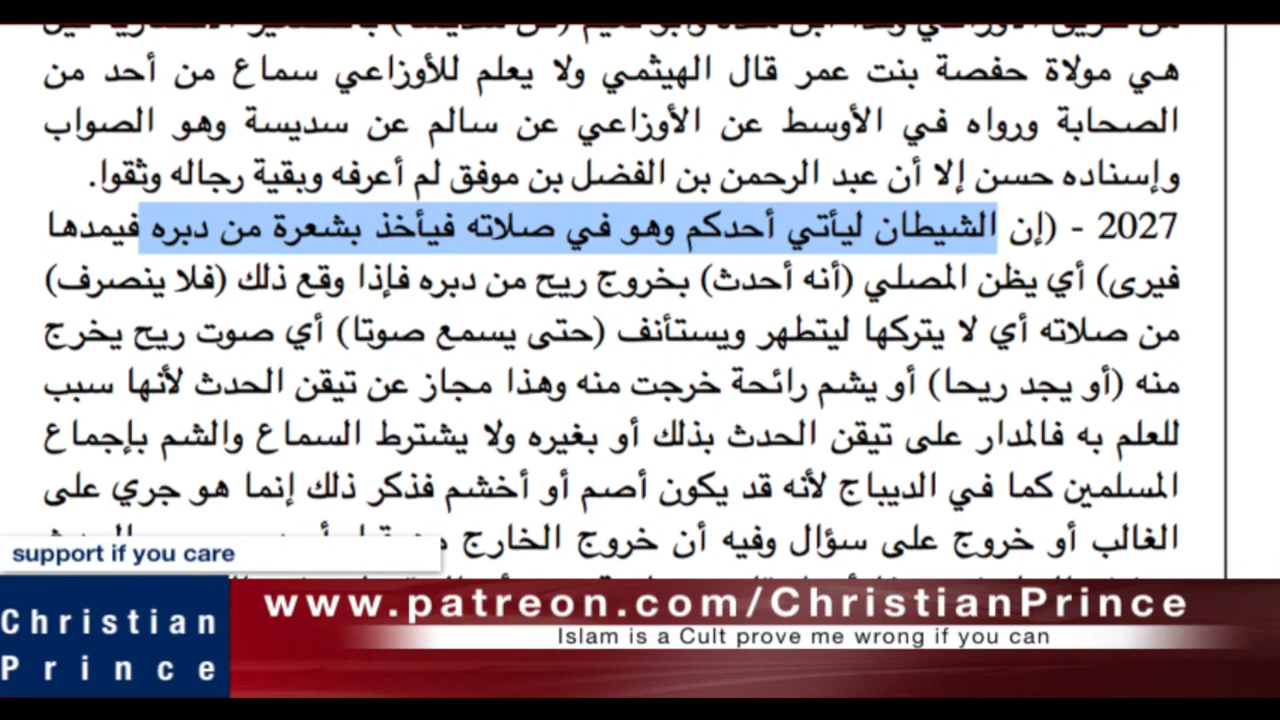 هي مولاة حفصة بنت عمر قال الهيثمي ولا يعلم للأوزاعي سماع من أحد من
الصحابة ورواه في الأوسط عن الأوزاعي عن سالم عن سديسة وهو الصواب
وإسناده حسن إلا أن عبد الرحمن بن الفضل بن موفق لم أعرفه وبقية رجاله وثقوا.
2027 - (إن الشيطان ليأتي أحدكم وهو في صلاته فيأخذ بشعرة من دبره فيمدها
فيرى) أي يظن المصلي (أنه أحدث) بخروج ريح من دبره فإذا وقع ذلك (فلا ينصرف)
من صلاته أي لا يتركها ليتطهر ويستأنف (حتى يسمع صوتا) أي صوت ريح يخرج
منه (أو يجد ريحا) أو يشم رائحة خرجت منه وهذا مجاز عن تيقن الحدث لأنها سبب
للعلم به فالمدار على تيقن الحدث بذلك أو بغيره ولا يشترط السماع والشم بإجماع
المسلمين كما في الديباج لأنه قد يكون أصم أو أخشم فذكر ذلك إنما هو جري على
الغالب أو خروج على سؤال وفيه أن خروج الخارج
support if you care
Christian
Prince
www.patreon.com/ChristianPrince
Islam is a Cult prove me wrong if you can